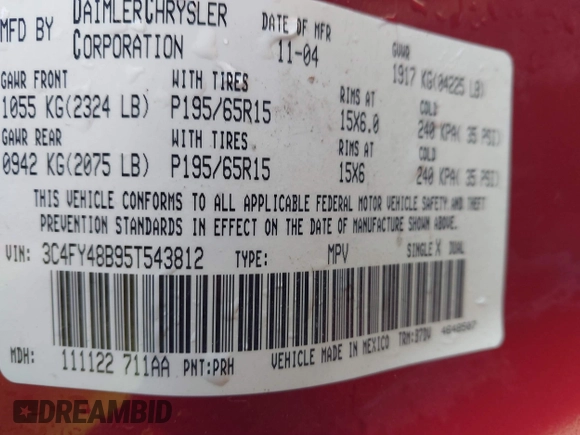 MFD BY DAIMLERCHRYSLER CORPORATION
DATE OF MFR 11-04
GVWR 1917 KG(04225 LB)
GAWR FRONT WITH TIRES RIMS AT COLD
1055 KG(2324 LB) P195/65R15 15X6.0 240 KPA( 35 PSI)
GAWR REAR WITH TIRES RIMS AT COLD
0942 KG(2075 LB) P195/65R15 15X6 240 KPA( 35 PSI)
THIS VEHICLE CONFORMS TO ALL APPLICABLE FEDERAL MOTOR VEHICLE SAFETY AND THEFT
PREVENTION STANDARDS IN EFFECT ON THE DATE OF MANUFACTURE SHOWN ABOVE.
VIN: 3C4FY48B95T543812 TYPE: MPV SINGLE X DUAL
MDH: 111122 711AA PNT:PRH VEHICLE MADE IN MEXICO
DREAMBID